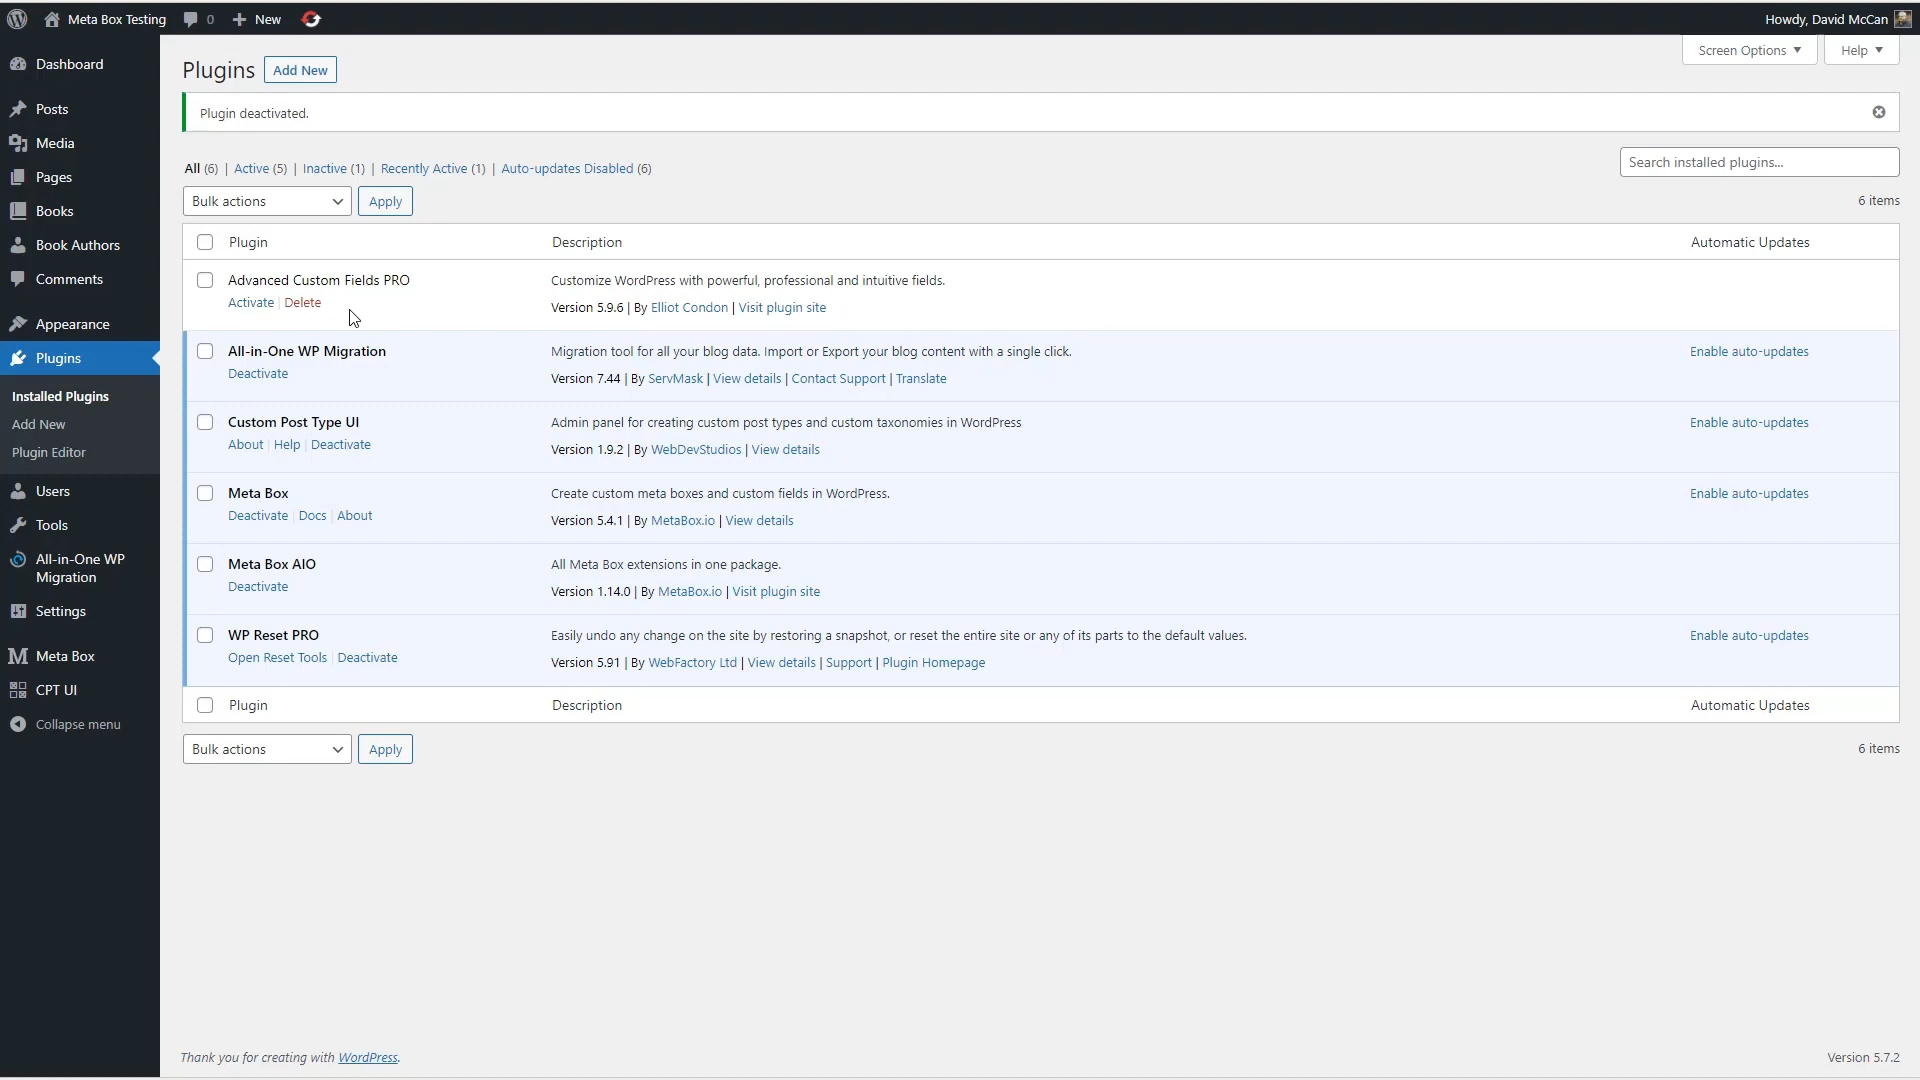 Meta Box Testing 0 New Howdy, David McCan
Screen Options Help
Dashboard
Posts
Media
Pages
Books
Book Authors
Comments
Appearance
Plugins
Installed Plugins
Add New
Plugin Editor
Users
Tools
All-in-One WP
Migration
Settings
Meta Box
CPT UI
Collapse menu
Plugins Add New
Plugin deactivated.
All (6) | Active (5) | Inactive (1) | Recently Active (1) | Auto-updates Disabled (6)
Search installed plugins...
Bulk actions Apply 6 items
Plugin Description Automatic Updates
Advanced Custom Fields PRO Customize WordPress with powerful, professional and intuitive fields.
Activate | Delete Version 5.9.6 | By Elliot Condon | Visit plugin site
All-in-One WP Migration Migration tool for all your blog data. Import or Export your blog content with a single click. Enable auto-updates
Deactivate Version 7.44 | By ServMask | View details | Contact Support | Translate
Custom Post Type UI Admin panel for creating custom post types and custom taxonomies in WordPress Enable auto-updates
About | Help | Deactivate Version 1.9.2 | By WebDevStudios | View details
Meta Box Create custom meta boxes and custom fields in WordPress. Enable auto-updates
Deactivate | Docs | About Version 5.4.1 | By MetaBox.io | View details
Meta Box AIO All Meta Box extensions in one package.
Deactivate Version 1.14.0 | By MetaBox.io | Visit plugin site
WP Reset PRO Easily undo any change on the site by restoring a snapshot, or reset the entire site or any of its parts to the default values. Enable auto-updates
Open Reset Tools | Deactivate Version 5.91 | By WebFactory Ltd | View details | Support | Plugin Homepage
Plugin Description Automatic Updates
Bulk actions Apply 6 items
Thank you for creating with WordPress. Version 5.7.2